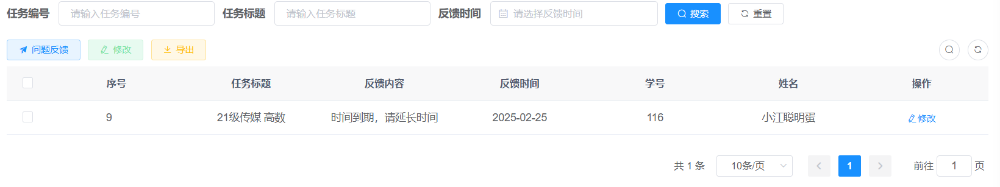 任务编号 请输入任务编号 任务标题 请输入任务标题 反馈时间 请选择反馈时间 搜索 重置
问题反馈 修改 导出
序号 任务标题 反馈内容 反馈时间 学号 姓名 操作
9 21级传媒 高数 时间到期，请延长时间 2025-02-25 116 小江聪明蛋 修改
共 1 条 10条/页 1 前往 1 页